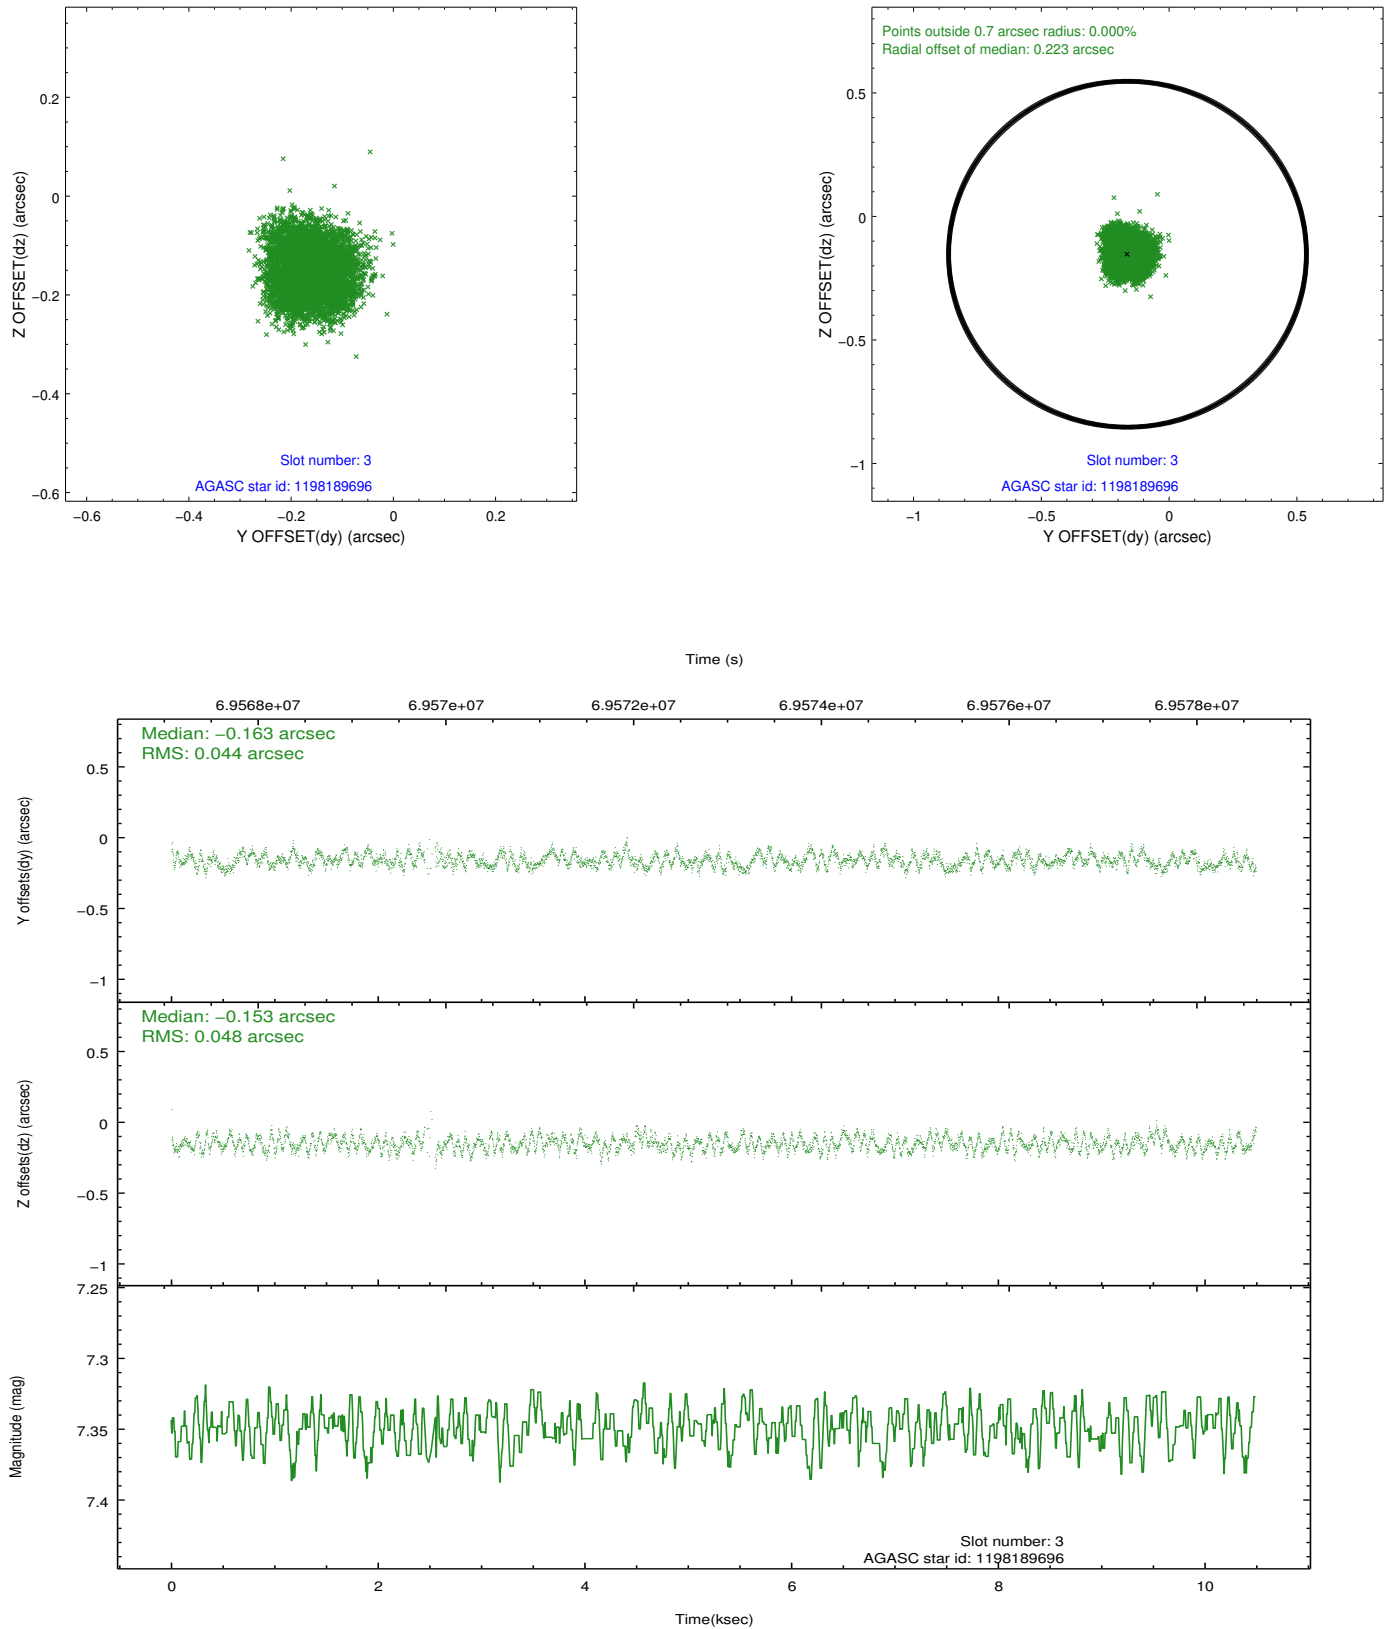 0.2
0
−0.2
−0.4
−0.6
Z OFFSET(dz) (arcsec)
Slot number: 3
AGASC star id: 1198189696
−0.6
−0.4
−0.2
0
0.2
Y OFFSET(dy) (arcsec)
Points outside 0.7 arcsec radius: 0.000%
Radial offset of median: 0.223 arcsec
0.5
0
−0.5
−1
Z OFFSET(dz) (arcsec)
Slot number: 3
AGASC star id: 1198189696
−1
−0.5
0
0.5
Y OFFSET(dy) (arcsec)
Time (s)
6.9568e+07
6.957e+07
6.9572e+07
6.9574e+07
6.9576e+07
6.9578e+07
Median: −0.163 arcsec
RMS: 0.044 arcsec
0.5
0
−0.5
−1
Y offsets(dy) (arcsec)
Median: −0.153 arcsec
RMS: 0.048 arcsec
0.5
0
−0.5
−1
Z offsets(dz) (arcsec)
7.25
7.3
7.35
7.4
Magnitude (mag)
Slot number: 3
AGASC star id: 1198189696
0
2
4
6
8
10
Time(ksec)